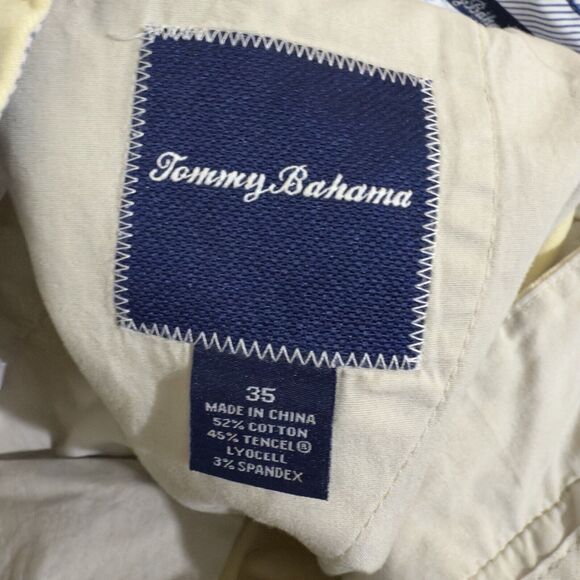 Tommy Bahama
35
MADE IN CHINA
52% COTTON
45% TENCEL®
LYOCELL
3% SPANDEX